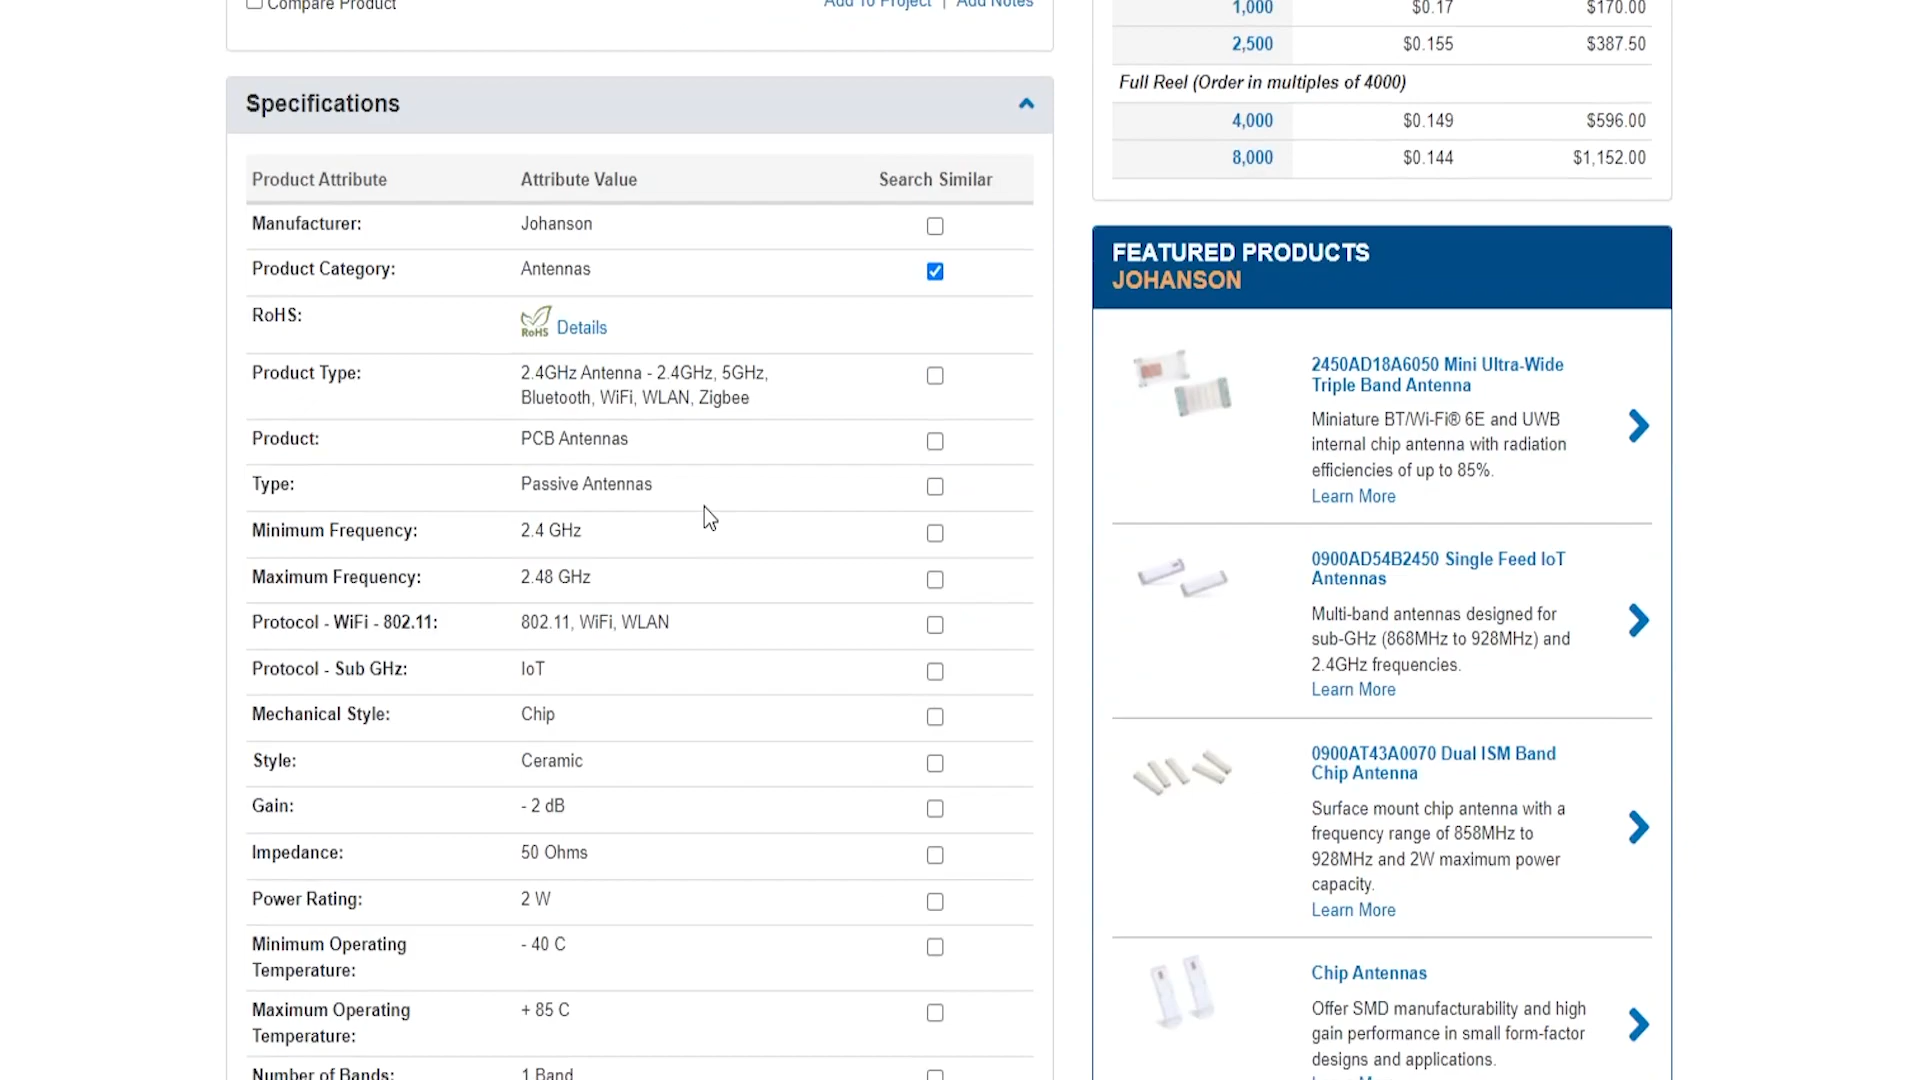 Compare Product
Add To Project | Add Notes
Specifications
Product Attribute Attribute Value Search Similar
Manufacturer: Johanson
Product Category: Antennas
RoHS: RoHS Details
Product Type: 2.4GHz Antenna - 2.4GHz, 5GHz,
Bluetooth, WiFi, WLAN, Zigbee
Product: PCB Antennas
Type: Passive Antennas
Minimum Frequency: 2.4 GHz
Maximum Frequency: 2.48 GHz
Protocol - WiFi - 802.11: 802.11, WiFi, WLAN
Protocol - Sub GHz: IoT
Mechanical Style: Chip
Style: Ceramic
Gain: - 2 dB
Impedance: 50 Ohms
Power Rating: 2 W
Minimum Operating - 40 C
Temperature:
Maximum Operating + 85 C
Temperature:
Number of Bands: 1 Band
1,000 $0.17 $170.00
2,500 $0.155 $387.50
Full Reel (Order in multiples of 4000)
4,000 $0.149 $596.00
8,000 $0.144 $1,152.00
FEATURED PRODUCTS
JOHANSON
2450AD18A6050 Mini Ultra-Wide
Triple Band Antenna
Miniature BT/Wi-Fi® 6E and UWB
internal chip antenna with radiation
efficiencies of up to 85%.
Learn More
0900AD54B2450 Single Feed IoT
Antennas
Multi-band antennas designed for
sub-GHz (868MHz to 928MHz) and
2.4GHz frequencies.
Learn More
0900AT43A0070 Dual ISM Band
Chip Antenna
Surface mount chip antenna with a
frequency range of 858MHz to
928MHz and 2W maximum power
capacity.
Learn More
Chip Antennas
Offer SMD manufacturability and high
gain performance in small form-factor
designs and applications.